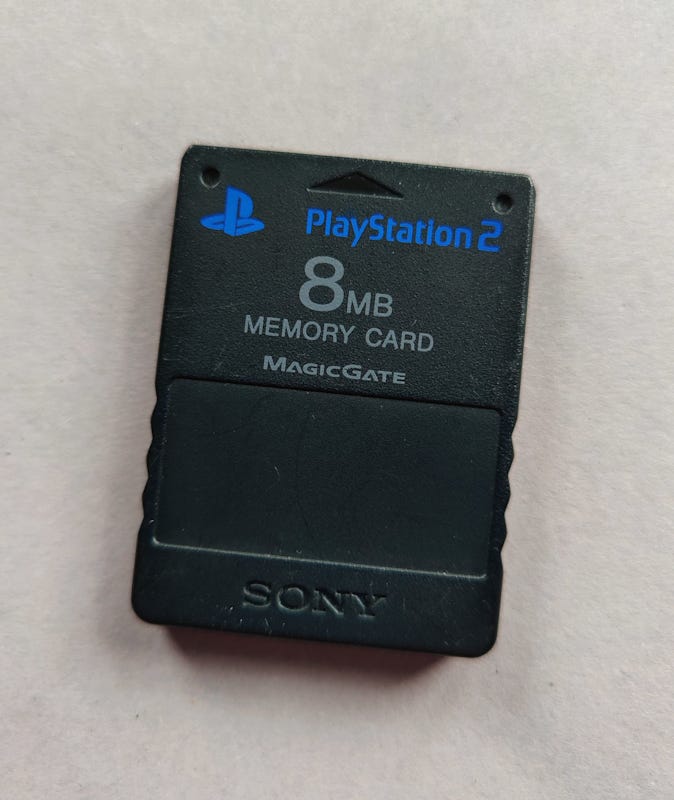 PlayStation 2
8MB
MEMORY CARD
MAGICGATE
SONY